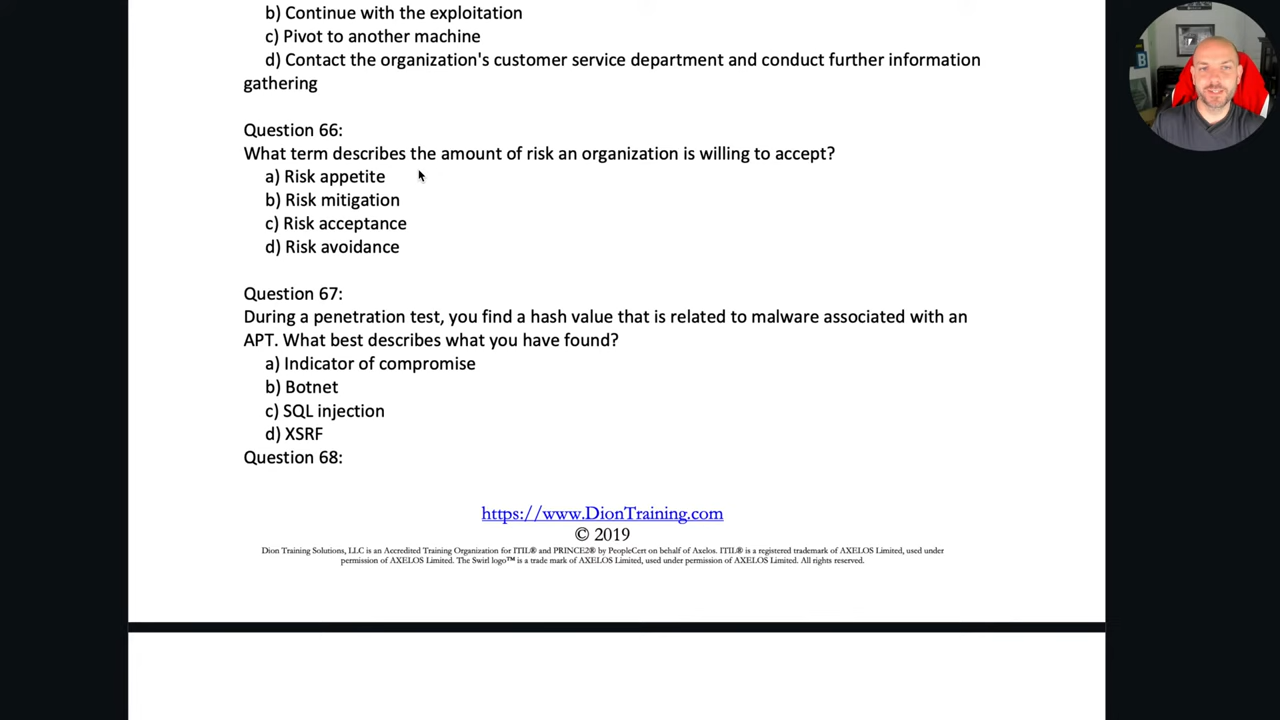 b) Continue with the exploitation
c) Pivot to another machine
d) Contact the organization's customer service department and conduct further information
gathering
Question 66:
What term describes the amount of risk an organization is willing to accept?
a) Risk appetite
b) Risk mitigation
c) Risk acceptance
d) Risk avoidance
Question 67:
During a penetration test, you find a hash value that is related to malware associated with an
APT. What best describes what you have found?
a) Indicator of compromise
b) Botnet
c) SQL injection
d) XSRF
Question 68:
https://www.DionTraining.com
© 2019
Dion Training Solutions, LLC is an Accredited Training Organization for ITIL® and PRINCE2® by PeopleCert on behalf of Axelos. ITIL® is a registered trademark of AXELOS Limited, used under
permission of AXELOS Limited. The Swirl logo™ is a trade mark of AXELOS Limited, used under permission of AXELOS Limited. All rights reserved.